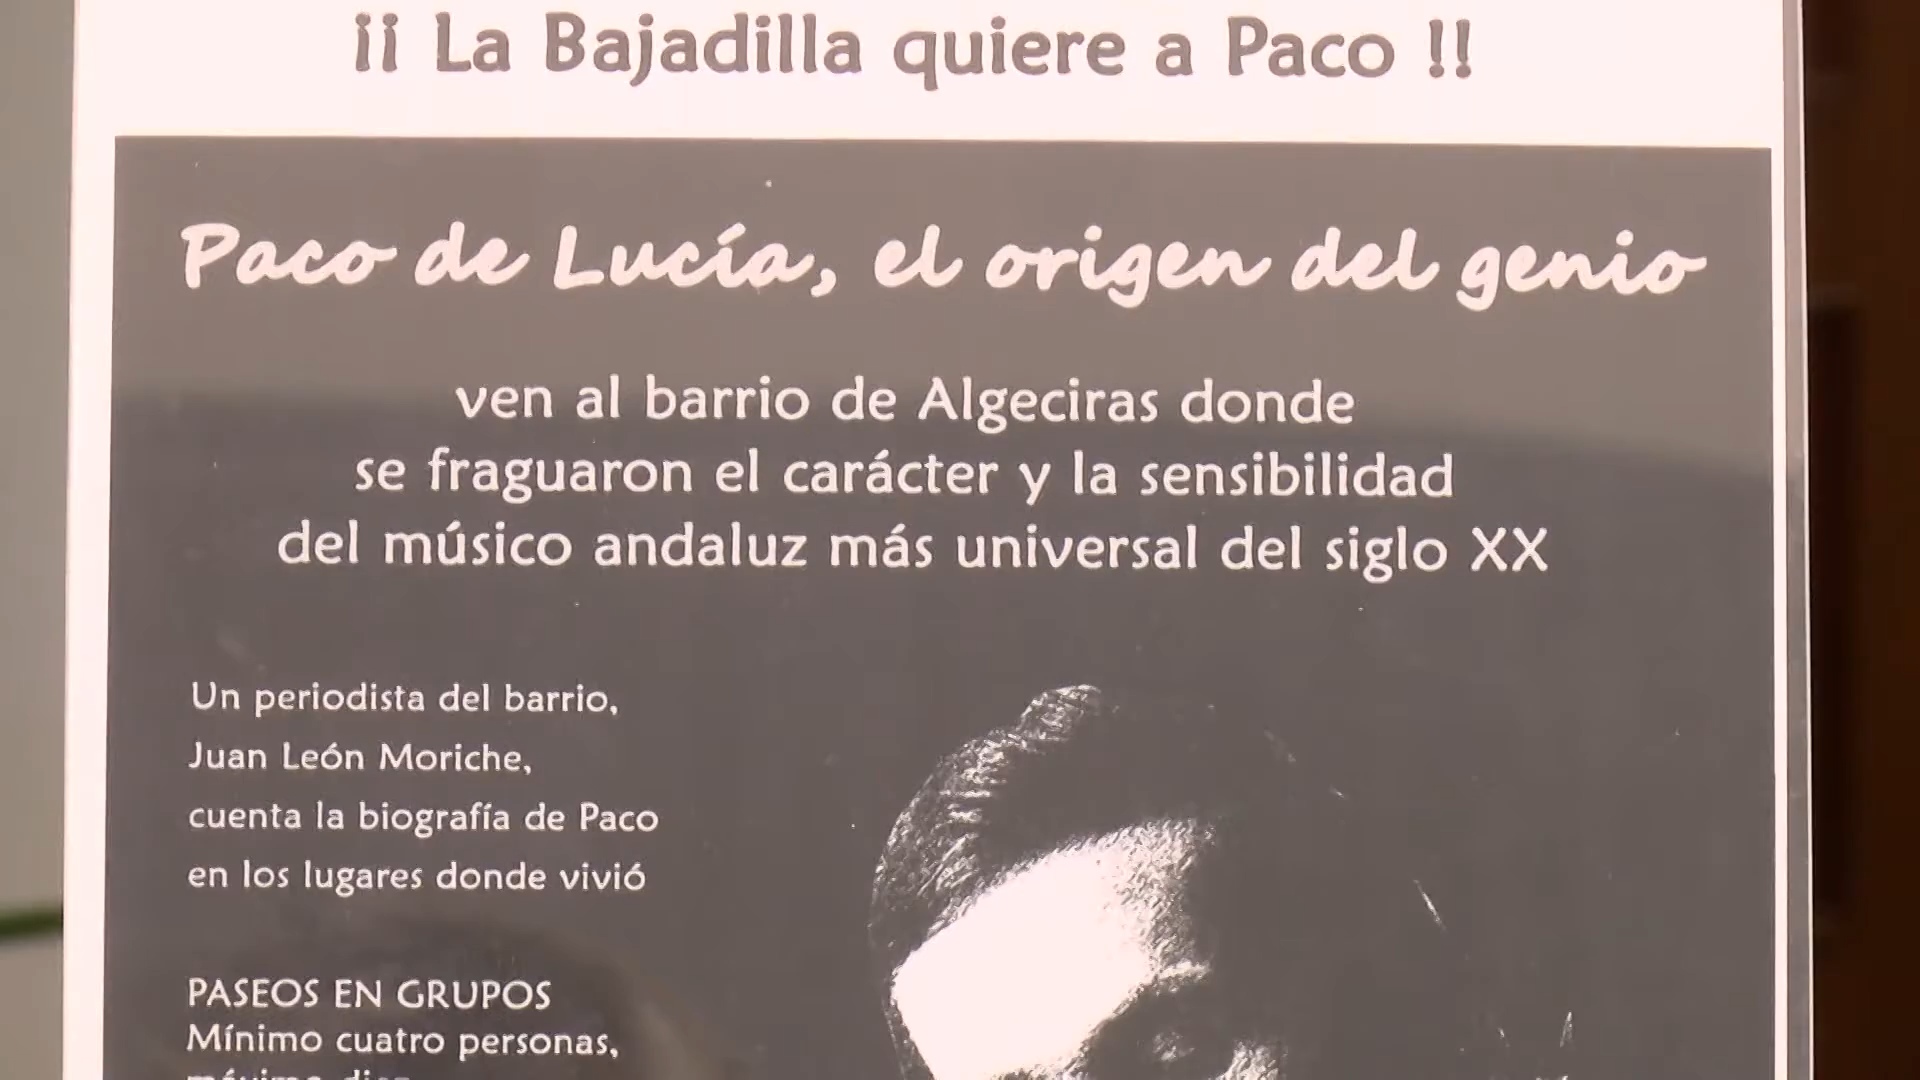 ¡¡ La Bajadilla quiere a Paco !!
Paco de Lucía, el origen del genio
ven al barrio de Algeciras donde
se fraguaron el carácter y la sensibilidad
del músico andaluz más universal del siglo XX
Un periodista del barrio,
Juan León Moriche,
cuenta la biografía de Paco
en los lugares donde vivió
PASEOS EN GRUPOS
Mínimo cuatro personas,